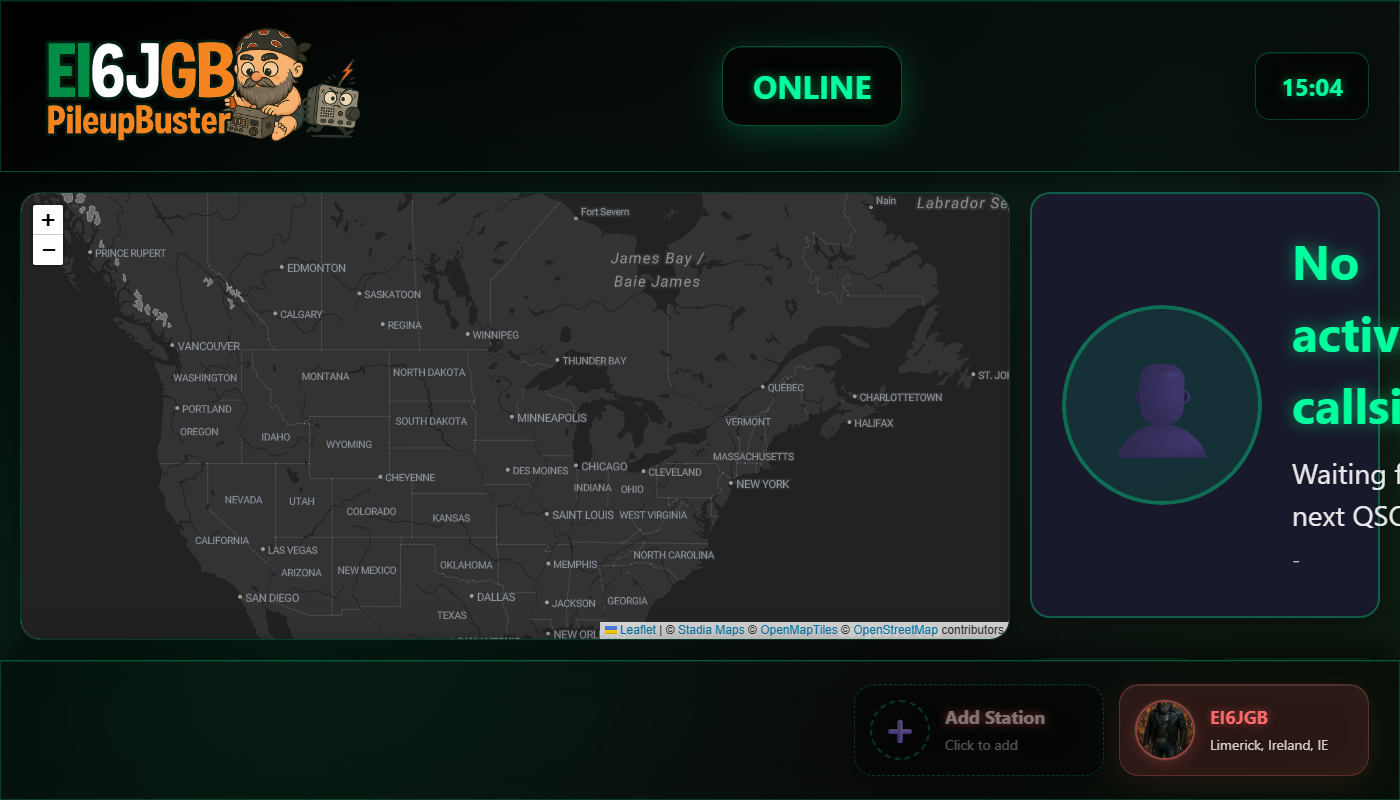 EI6JGB
PileupBuster
ONLINE
15:04
+
−
Fort Severn
Nain
Labrador Se
James Bay /
Baie James
PRINCE RUPERT
EDMONTON
SASKATOON
CALGARY
REGINA
WINNIPEG
VANCOUVER
THUNDER BAY
WASHINGTON
MONTANA
NORTH DAKOTA
QUÉBEC
ST. JO
CHARLOTTETOWN
PORTLAND
SOUTH DAKOTA
MINNEAPOLIS
VERMONT
HALIFAX
OREGON
IDAHO
WYOMING
MASSACHUSETTS
CHEYENNE
DES MOINES
CHICAGO
CLEVELAND
NEW YORK
INDIANA
OHIO
NEVADA
UTAH
COLORADO
KANSAS
SAINT LOUIS
WEST VIRGINIA
CALIFORNIA
LAS VEGAS
ARIZONA
NEW MEXICO
OKLAHOMA
MEMPHIS
NORTH CAROLINA
SAN DIEGO
DALLAS
JACKSON
GEORGIA
TEXAS
NEW ORL
Leaflet | © Stadia Maps © OpenMapTiles © OpenStreetMap contributors
No
activ
callsi
Waiting f
next QSO
-
Add Station
Click to add
EI6JGB
Limerick, Ireland, IE